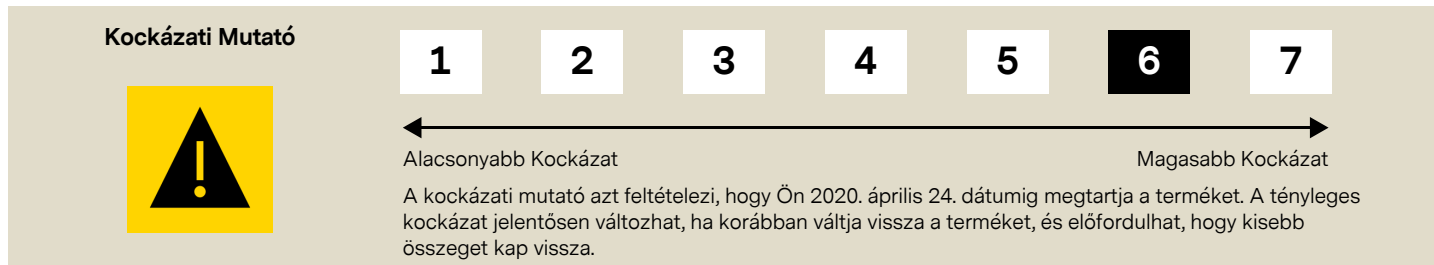 Kockázati Mutató
1 2 3 4 5 6 7
Alacsonyabb Kockázat Magasabb Kockázat
A kockázati mutató azt feltételezi, hogy Ön 2020. április 24. dátumig megtartja a terméket. A tényleges
kockázat jelentősen változhat, ha korábban váltja vissza a terméket, és előfordulhat, hogy kisebb
összeget kap vissza.